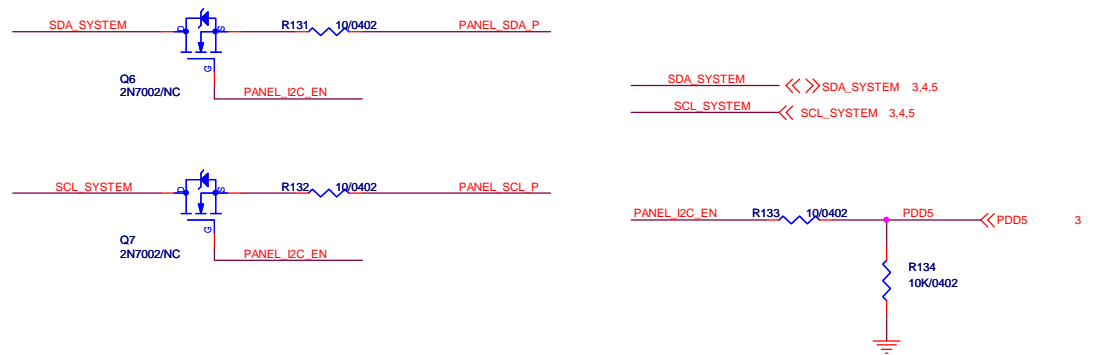 SDA_SYSTEM
D
S
G
R131
10/0402
PANEL_SDA_P
Q6
2N7002/NC
PANEL_I2C_EN
SCL_SYSTEM
D
S
G
R132
10/0402
PANEL_SCL_P
Q7
2N7002/NC
PANEL_I2C_EN
SDA_SYSTEM
SDA_SYSTEM 3,4,5
SCL_SYSTEM
SCL_SYSTEM 3,4,5
PANEL_I2C_EN
R133
10/0402
PDD5
PDD5
3
R134
10K/0402